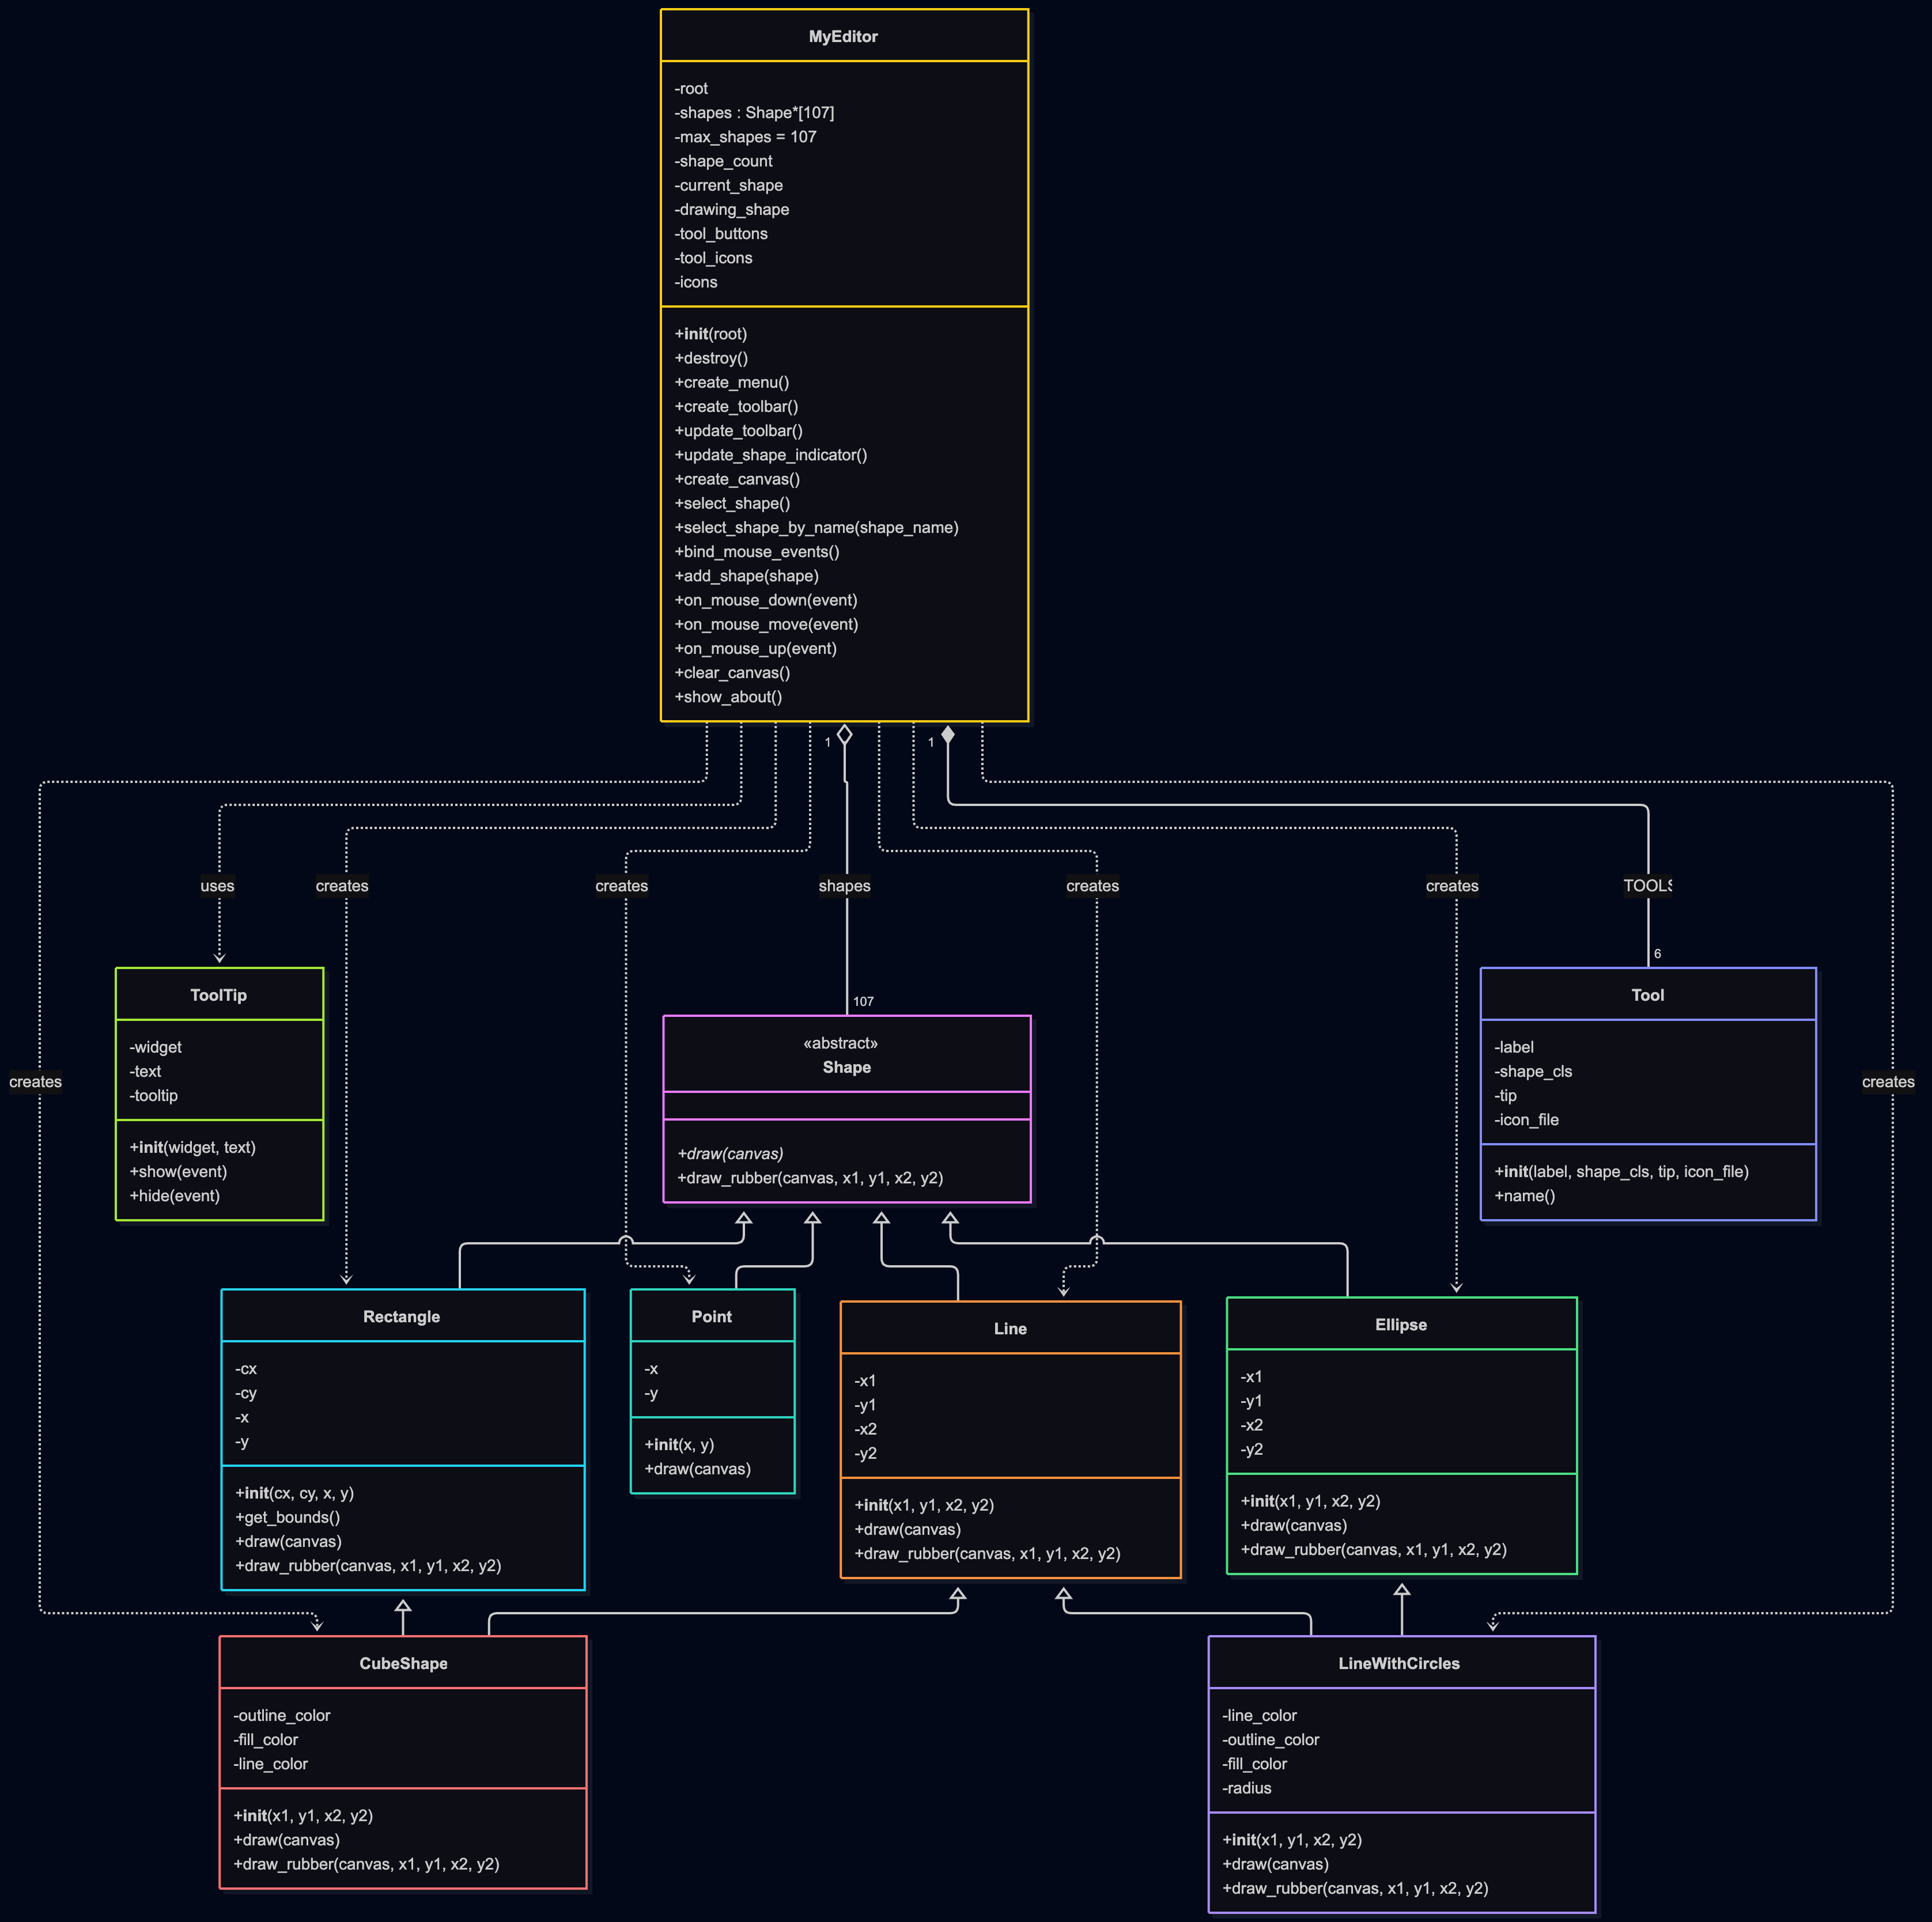 MyEditor
-root
-shapes : Shape*[107]
-max_shapes = 107
-shape_count
-current_shape
-drawing_shape
-tool_buttons
-tool_icons
-icons
+init(root)
+destroy()
+create_menu()
+create_toolbar()
+update_toolbar()
+update_shape_indicator()
+create_canvas()
+select_shape()
+select_shape_by_name(shape_name)
+bind_mouse_events()
+add_shape(shape)
+on_mouse_down(event)
+on_mouse_move(event)
+on_mouse_up(event)
+clear_canvas()
+show_about()
1
1
uses
creates
creates
shapes
creates
creates
TOOLS
6
107
creates
creates
ToolTip
-widget
-text
-tooltip
+init(widget, text)
+show(event)
+hide(event)
«abstract»
Shape
+draw(canvas)
+draw_rubber(canvas, x1, y1, x2, y2)
Tool
-label
-shape_cls
-tip
-icon_file
+init(label, shape_cls, tip, icon_file)
+name()
Rectangle
-cx
-cy
-x
-y
+init(cx, cy, x, y)
+get_bounds()
+draw(canvas)
+draw_rubber(canvas, x1, y1, x2, y2)
Point
-x
-y
+init(x, y)
+draw(canvas)
Line
-x1
-y1
-x2
-y2
+init(x1, y1, x2, y2)
+draw(canvas)
+draw_rubber(canvas, x1, y1, x2, y2)
Ellipse
-x1
-y1
-x2
-y2
+init(x1, y1, x2, y2)
+draw(canvas)
+draw_rubber(canvas, x1, y1, x2, y2)
CubeShape
-outline_color
-fill_color
-line_color
+init(x1, y1, x2, y2)
+draw(canvas)
+draw_rubber(canvas, x1, y1, x2, y2)
LineWithCircles
-line_color
-outline_color
-fill_color
-radius
+init(x1, y1, x2, y2)
+draw(canvas)
+draw_rubber(canvas, x1, y1, x2, y2)